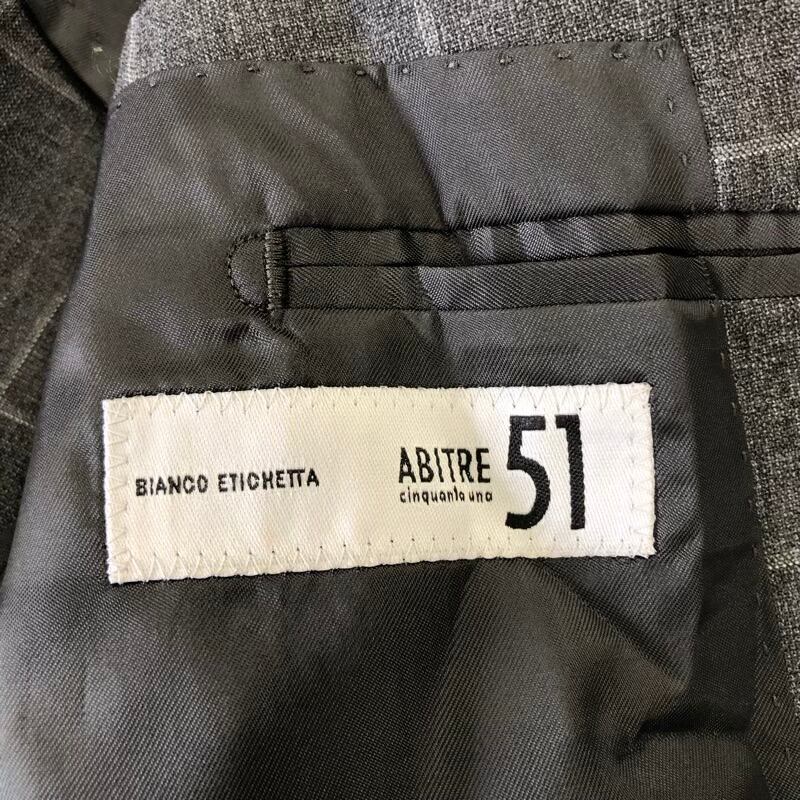 BIANCO ETICHETTA
ABITRE 51
cinquanta uno